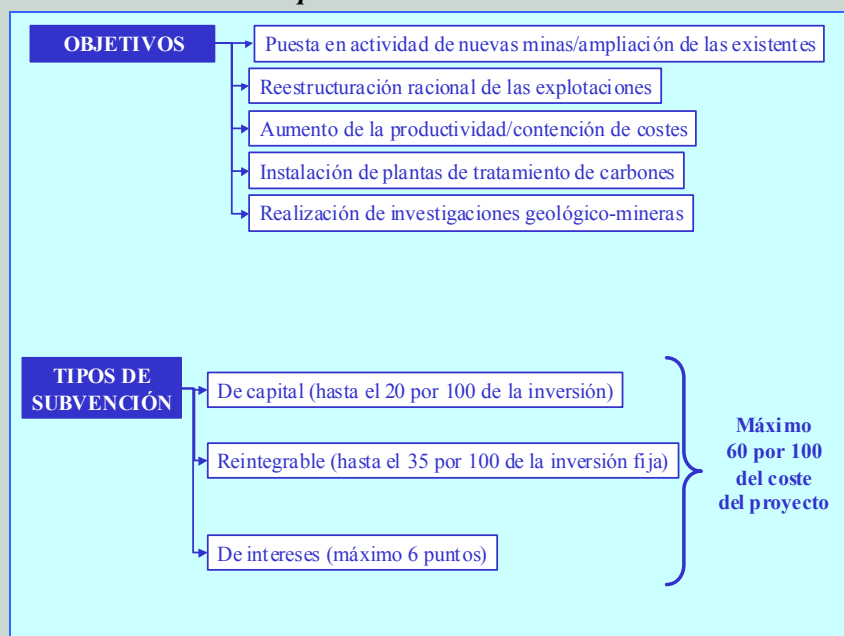 OBJETIVOS
Puesta en actividad de nuevas minas/ampliación de las existentes
Reestructuración racional de las explotaciones
Aumento de la productividad/contención de costes
Instalación de plantas de tratamiento de carbones
Realización de investigaciones geológico-mineras
TIPOS DE
SUBVENCIÓN
De capital (hasta el 20 por 100 de la inversión)
Reintegrable (hasta el 35 por 100 de la inversión fija)
De intereses (máximo 6 puntos)
Máximo
60 por 100
del coste
del proyecto